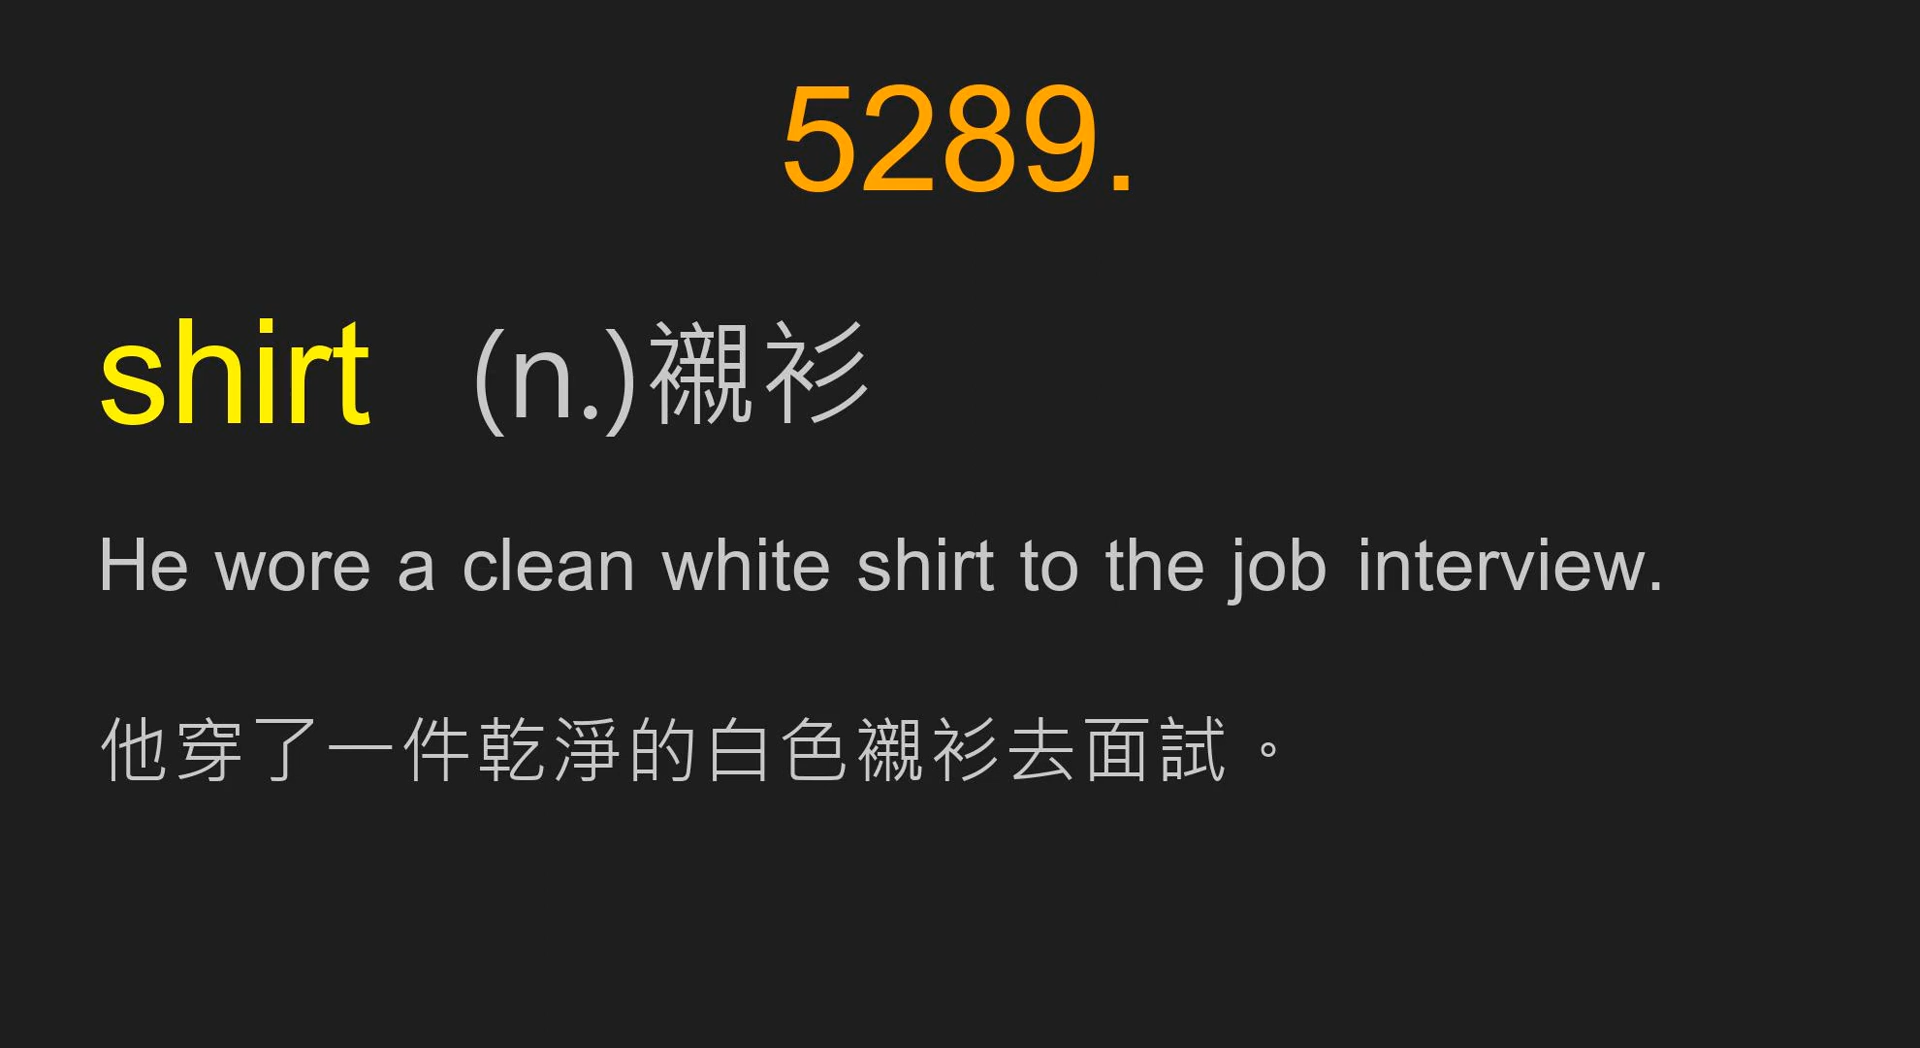 5289.
shirt (n.)襯衫
He wore a clean white shirt to the job interview.
他穿了一件乾淨的白色襯衫去面試。